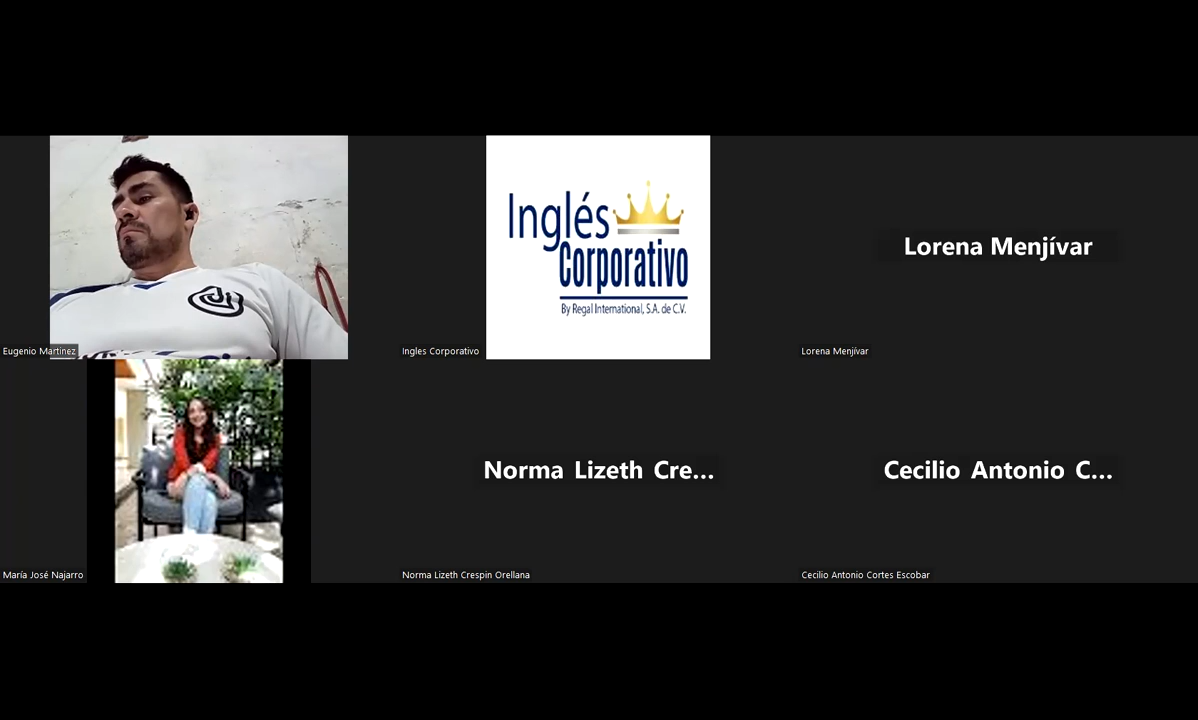 Eugenio Martinez
Inglés
Corporativo
By Regal International, S.A. de C.V.
Ingles Corporativo
Lorena Menjívar
Lorena Menjívar
María José Najarro
Norma Lizeth Cre...
Norma Lizeth Crespin Orellana
Cecilio Antonio C...
Cecilio Antonio Cortes Escobar